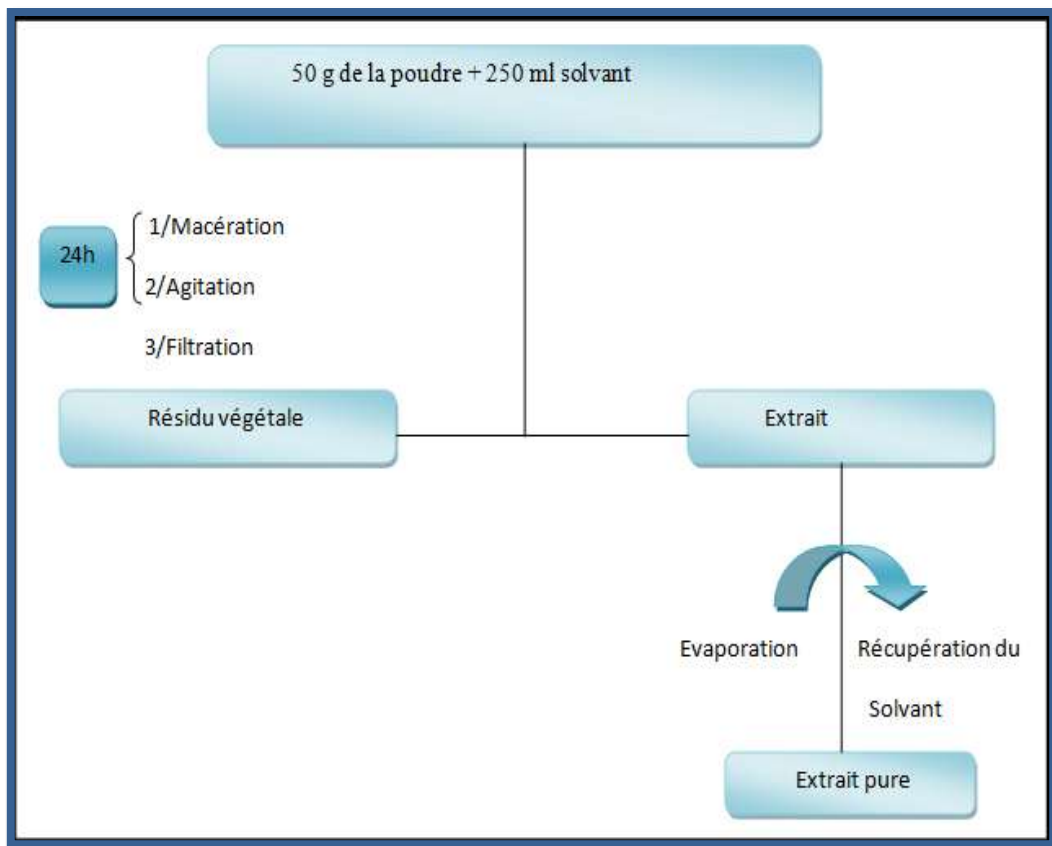 50 g de la poudre + 250 ml solvant
1/Macération
24h
2/Agitation
3/Filtration
Résidu végétale
Extrait
Evaporation
Récupération du
Solvant
Extrait pure